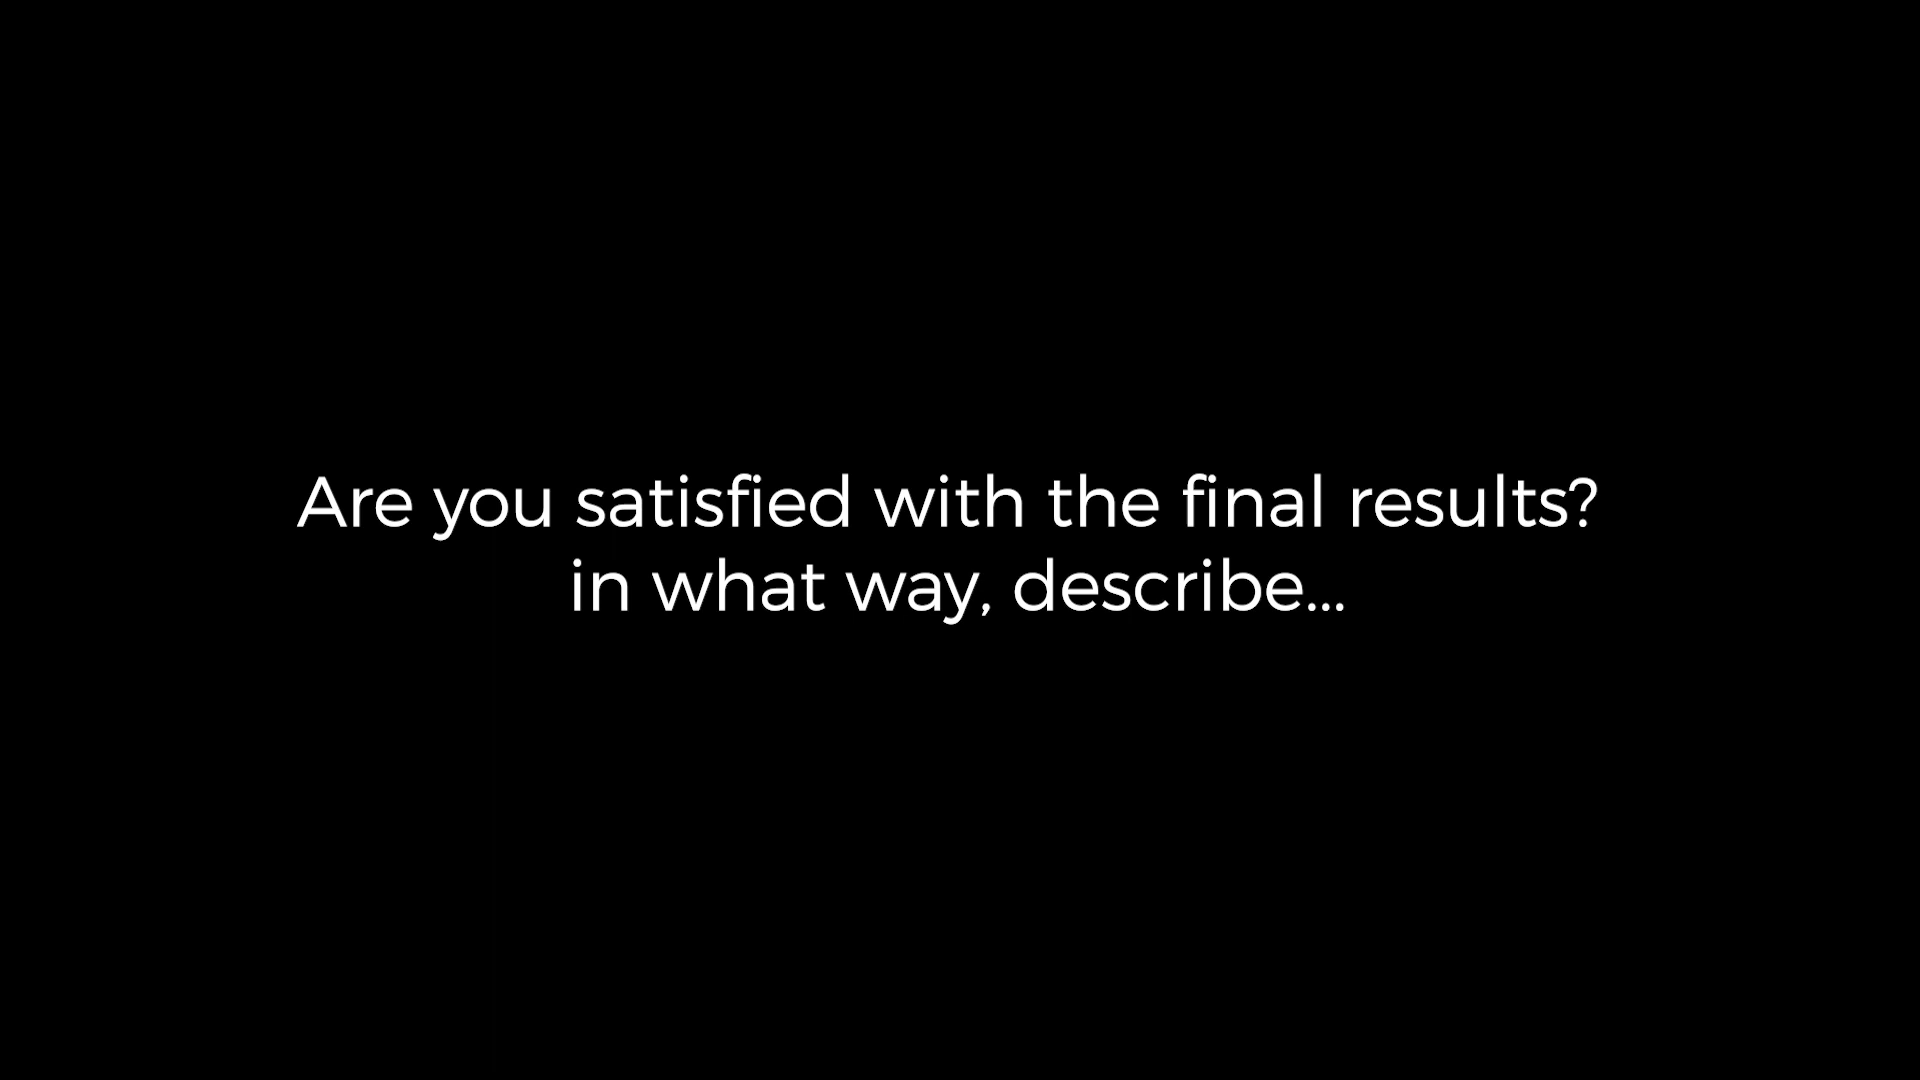 Are you satisfied with the final results?
in what way, describe...